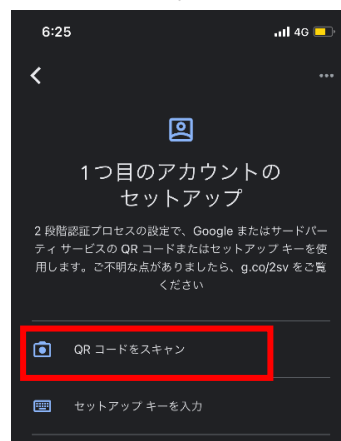 6:25
4G
1つ目のアカウントの
セットアップ
2 段階認証プロセスの設定で、Google またはサードパー
ティ サービスの QR コードまたはセットアップ キーを使
用します。ご不明な点がありましたら、g.co/2sv をご覧
ください
QR コードをスキャン
セットアップ キーを入力